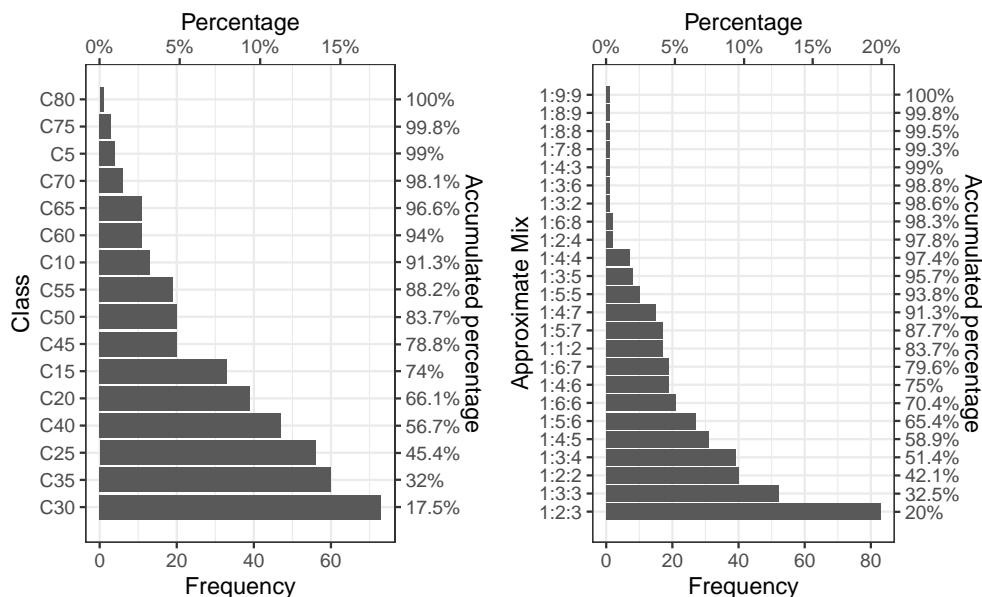 Percentage
0% 5% 10% 15%
C80 100%
C75 99.8%
C5 99%
C70 98.1%
C65 96.6%
C60 94%
C10 91.3%
C55 88.2%
C50 83.7%
C45 78.8%
C15 74%
C20 66.1%
C40 56.7%
C25 45.4%
C35 32%
C30 17.5%
Class
Accumulated percentage
0 20 40 60
Frequency
Percentage
0% 5% 10% 15% 20%
1:9:9 100%
1:8:9 99.8%
1:8:8 99.5%
1:7:8 99.3%
1:4:3 99%
1:3:6 98.8%
1:3:2 98.6%
1:6:8 98.3%
1:2:4 97.8%
1:4:4 97.4%
1:3:5 95.7%
1:5:5 93.8%
1:4:7 91.3%
1:5:7 87.7%
1:1:2 83.7%
1:6:7 79.6%
1:4:6 75%
1:6:6 70.4%
1:5:6 65.4%
1:4:5 58.9%
1:3:4 51.4%
1:2:2 42.1%
1:3:3 32.5%
1:2:3 20%
Approximate Mix
Accumulated percentage
0 20 40 60 80
Frequency